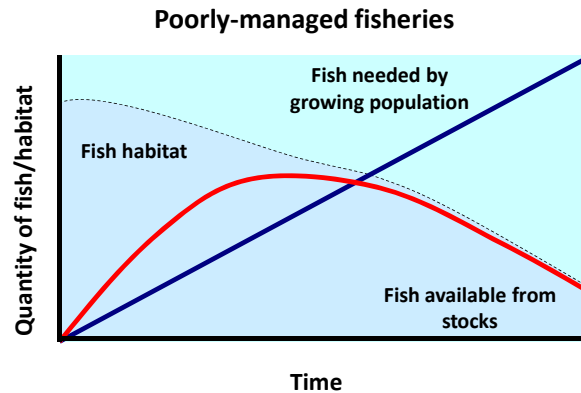 Poorly-managed fisheries
Quantity of fish/habitat
Fish needed by
growing population
Fish habitat
Fish available from
stocks
Time